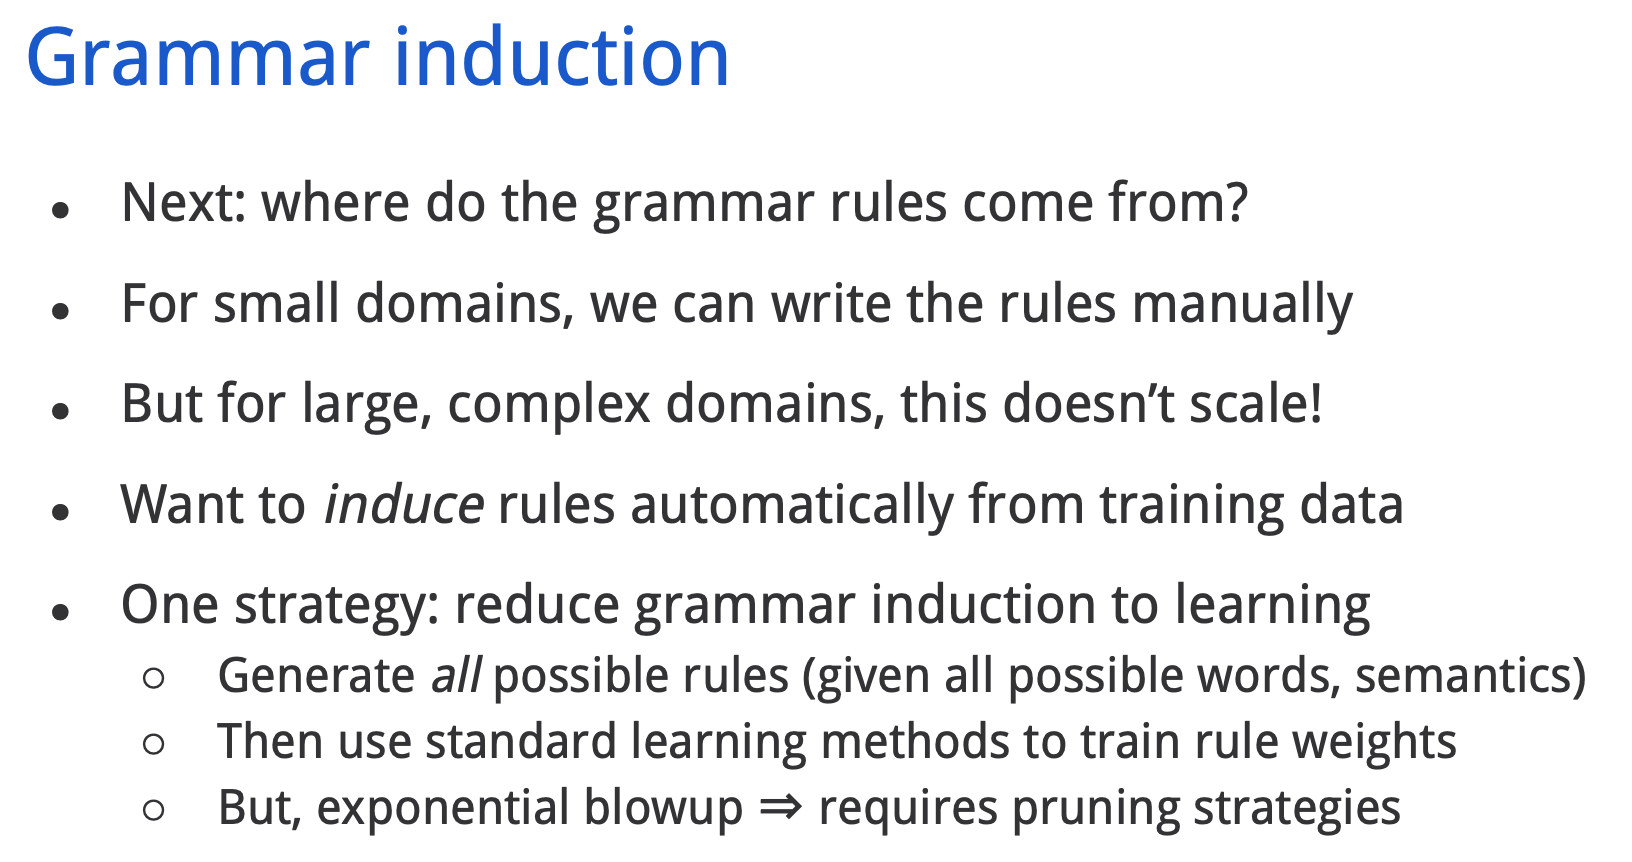 Grammar induction
● Next: where do the grammar rules come from?
● For small domains, we can write the rules manually
● But for large, complex domains, this doesn’t scale!
● Want to induce rules automatically from training data
● One strategy: reduce grammar induction to learning
○ Generate all possible rules (given all possible words, semantics)
○ Then use standard learning methods to train rule weights
○ But, exponential blowup ⇒ requires pruning strategies